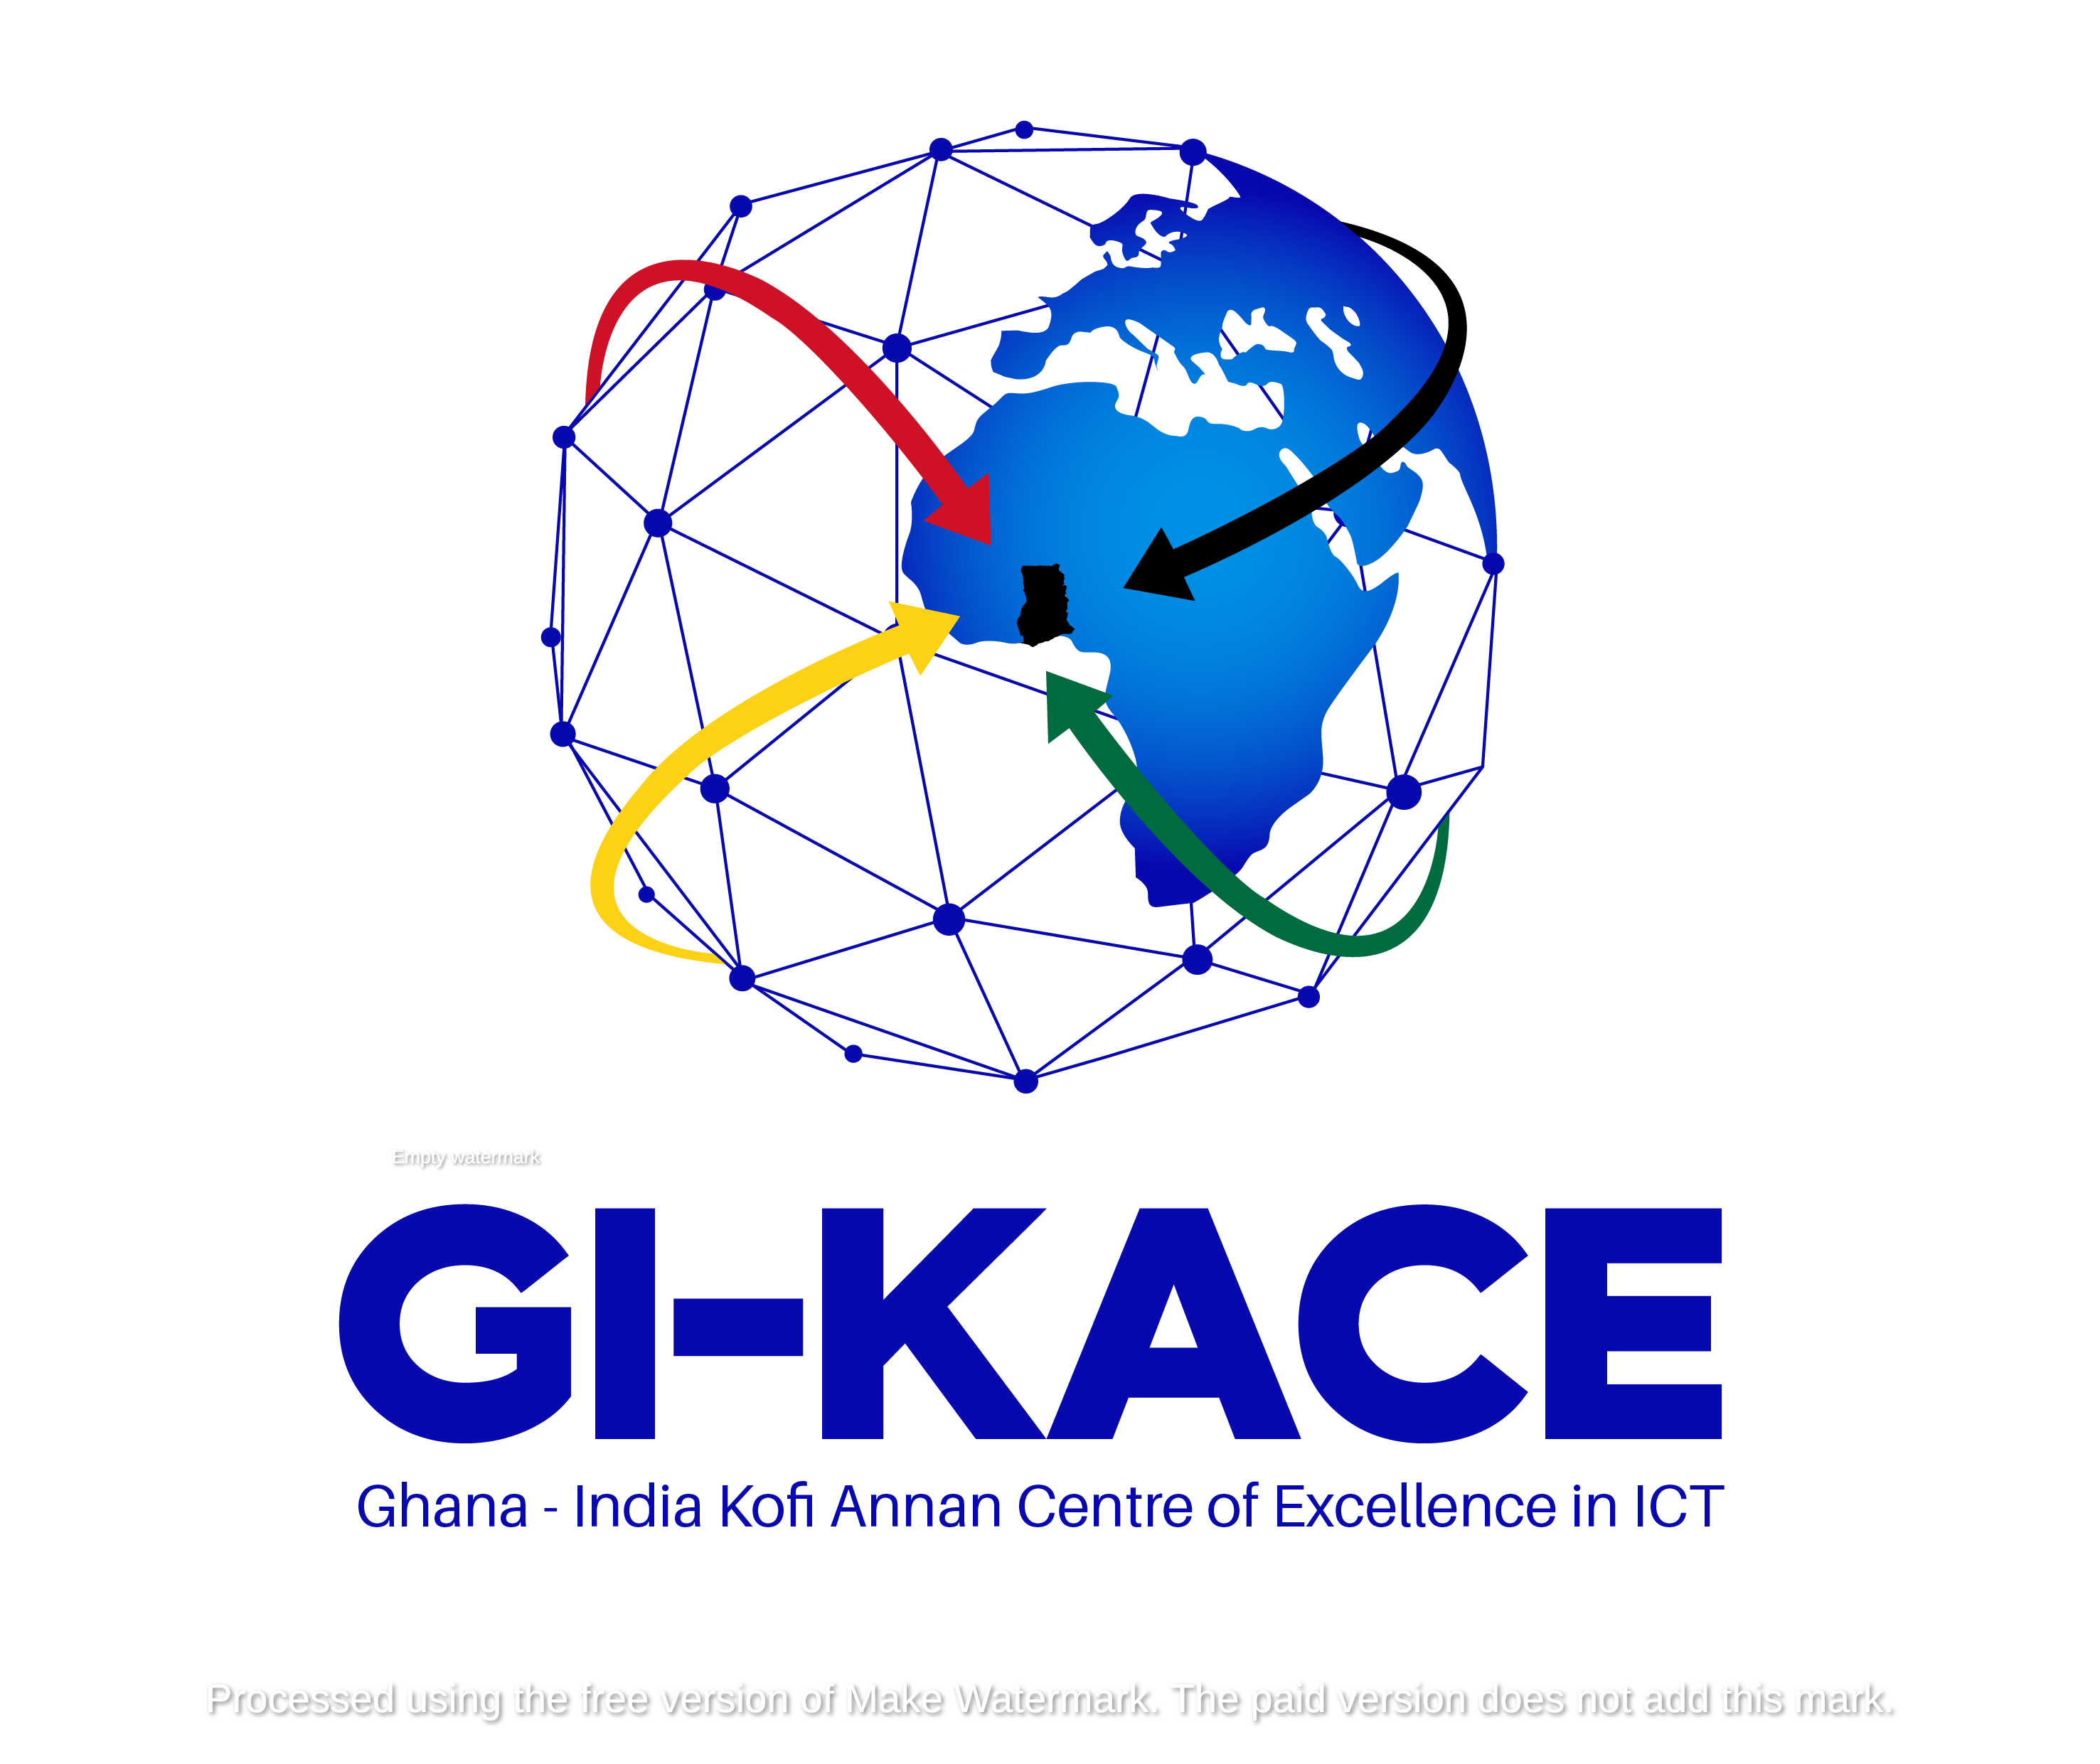 Empty watermark
GI-KACE
Ghana - India Kofi Annan Centre of Excellence in ICT
Processed using the free version of Make Watermark. The paid version does not add this mark.